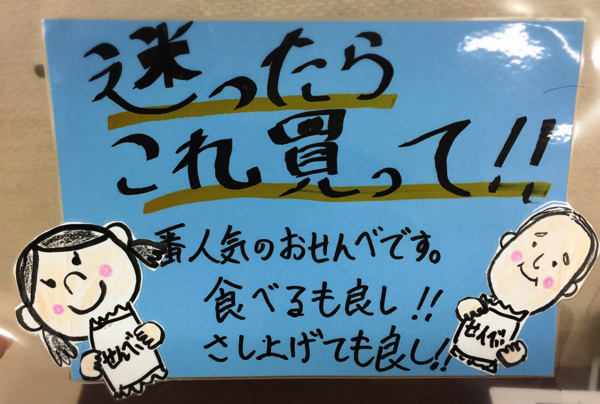 迷ったら
これ買って!!
一番人気のおせんべです。
食べるも良し!!
さし上げても良し!!
せんべ
せんべ